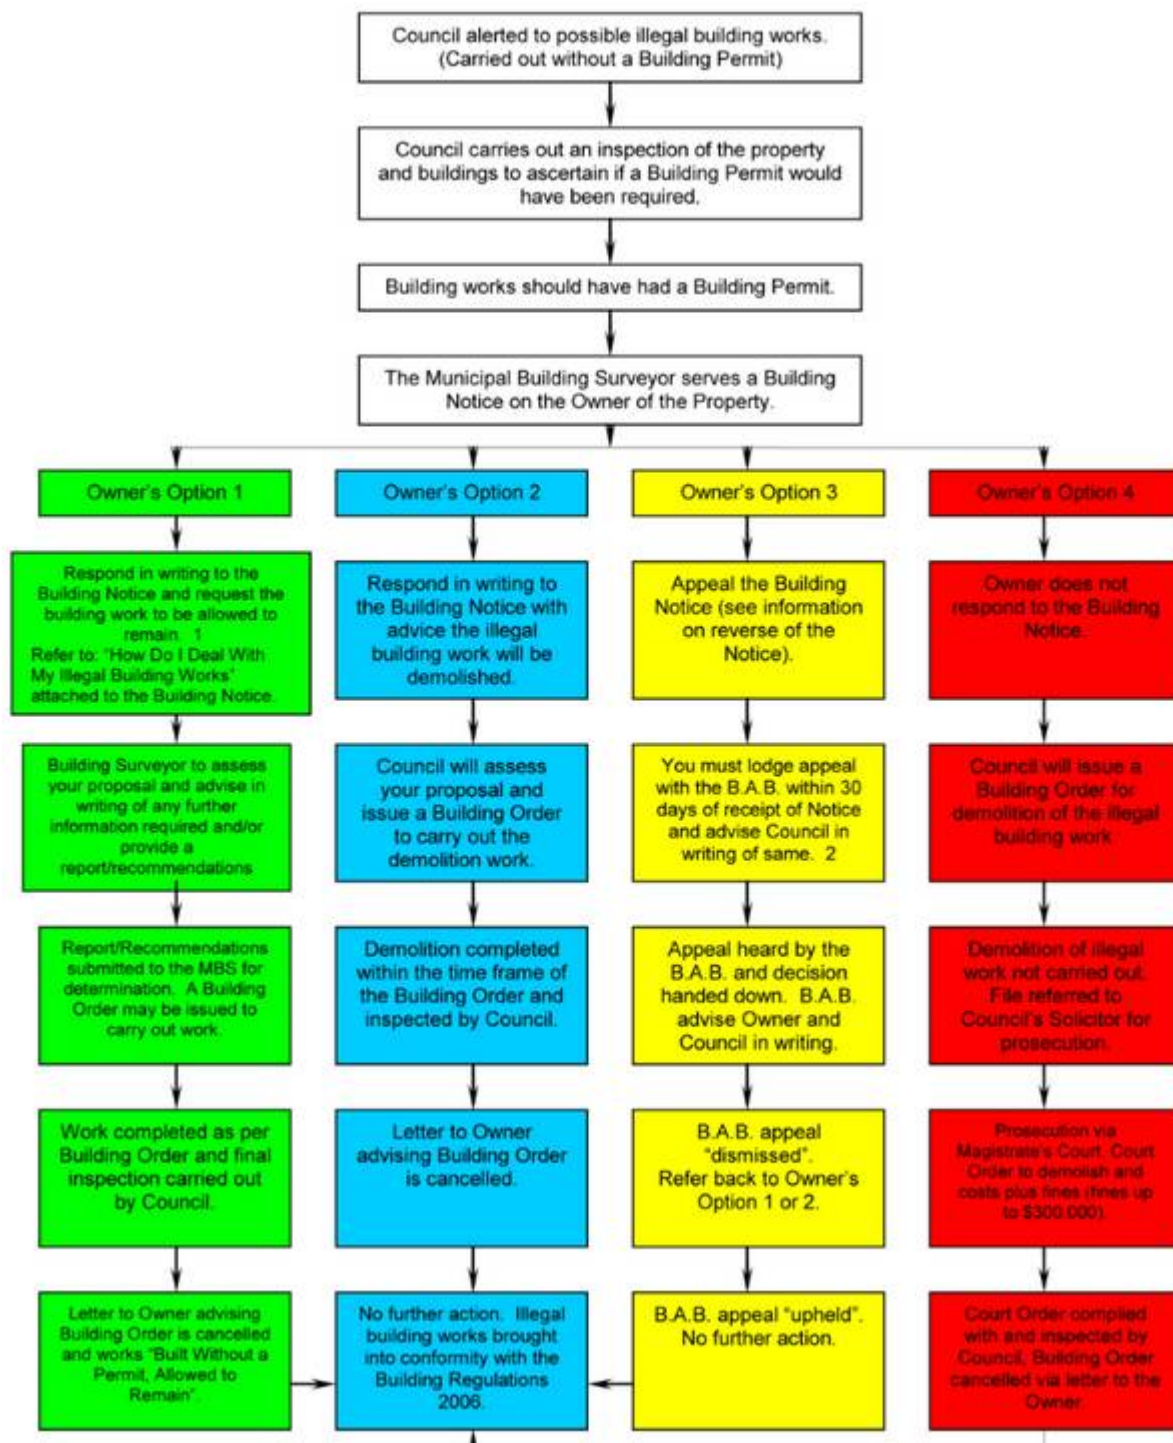 Council alerted to possible illegal building works.
(Carried out without a Building Permit)
Council carries out an inspection of the property
and buildings to ascertain if a Building Permit would
have been required.
Building works should have had a Building Permit.
The Municipal Building Surveyor serves a Building
Notice on the Owner of the Property.
Owner's Option 1
Respond in writing to the
Building Notice and request the
building work to be allowed to
remain. 1
Refer to: "How Do I Deal With
My Illegal Building Works"
attached to the Building Notice.
Building Surveyor to assess
your proposal and advise in
writing of any further
information required and/or
provide a
report/recommendations
Report/Recommendations
submitted to the MBS for
determination. A Building
Order may be issued to
carry out work.
Work completed as per
Building Order and final
inspection carried out
by Council.
Letter to Owner advising
Building Order is cancelled
and works "Built Without a
Permit, Allowed to
Remain".
Owner's Option 2
Respond in writing to
the Building Notice with
advice the illegal
building work will be
demolished.
Council will assess
your proposal and
issue a Building Order
to carry out the
demolition work.
Demolition completed
within the time frame of
the Building Order and
inspected by Council.
Letter to Owner
advising Building Order
is cancelled.
No further action. Illegal
building works brought
into conformity with the
Building Regulations
2006.
Owner's Option 3
Appeal the Building
Notice (see information
on reverse of the
Notice).
You must lodge appeal
with the B.A.B. within 30
days of receipt of Notice
and advise Council in
writing of same. 2
Appeal heard by the
B.A.B. and decision
handed down. B.A.B.
advise Owner and
Council in writing.
B.A.B. appeal
"dismissed".
Refer back to Owner's
Option 1 or 2.
B.A.B. appeal "upheld".
No further action.
Owner's Option 4
Owner does not
respond to the Building
Notice.
Council will issue a
Building Order for
demolition of the illegal
building work.
Demolition of illegal
work not carried out.
File referred to
Council's Solicitor for
prosecution.
Prosecution via
Magistrate's Court. Court
Order to demolish and
costs plus fines (fines up
to $300,000).
Court Order complied
with and inspected by
Council, Building Order
cancelled via letter to the
Owner.